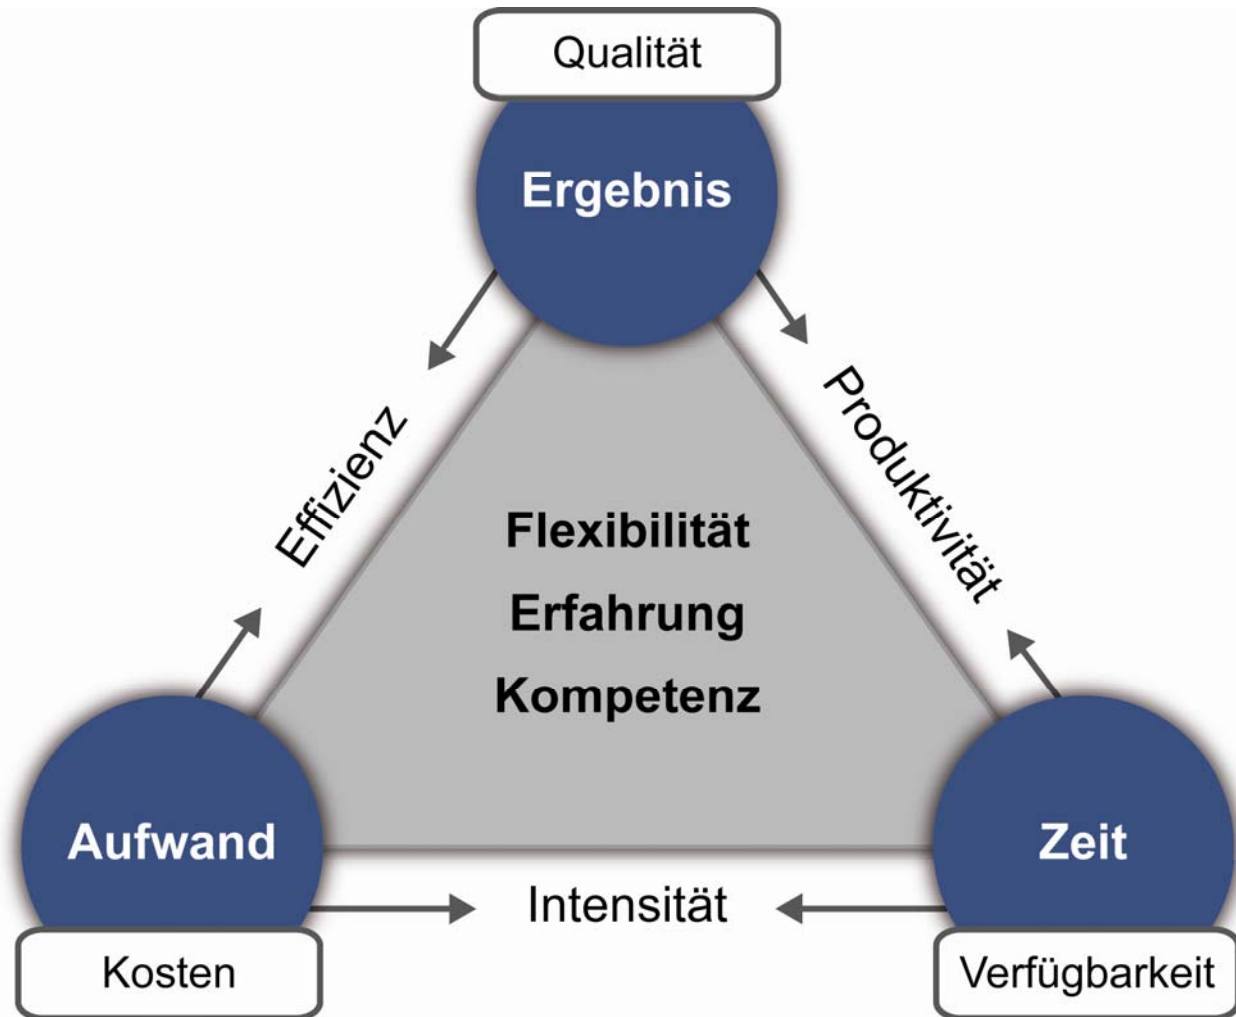 Qualität
Ergebnis
Effizienz
Produktivität
Flexibilität
Erfahrung
Kompetenz
Aufwand
Zeit
Intensität
Kosten
Verfügbarkeit